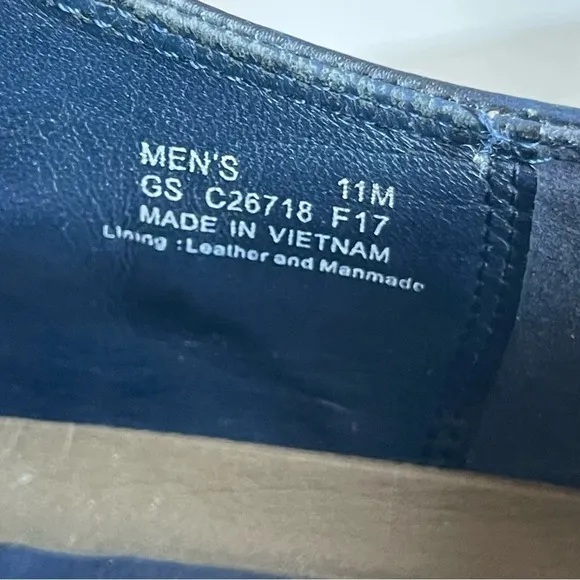 MEN'S 11M
GS C26718 F17
MADE IN VIETNAM
Lining :Leather and Manmade